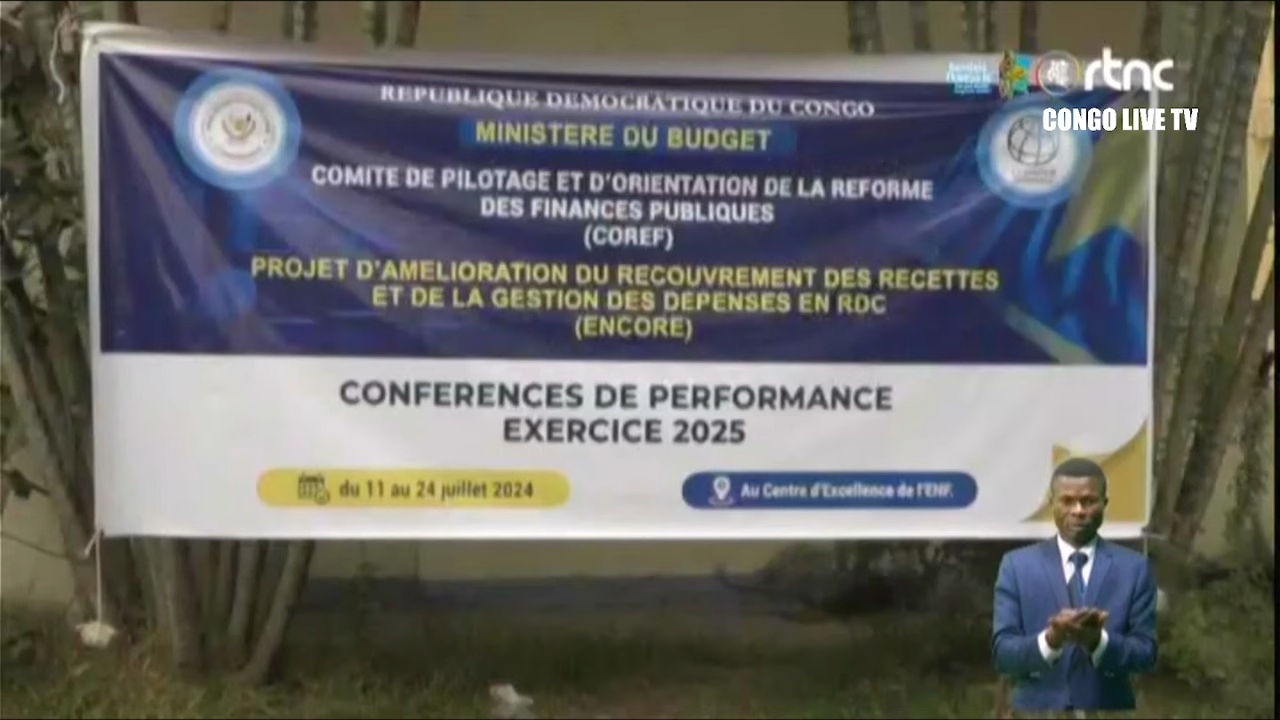 rtnc
CONGO LIVE TV
REPUBLIQUE DEMOCRATIQUE DU CONGO
MINISTERE DU BUDGET
COMITE DE PILOTAGE ET D'ORIENTATION DE LA REFORME
DES FINANCES PUBLIQUES
(COREF)
PROJET D'AMELIORATION DU RECOUVREMENT DES RECETTES
ET DE LA GESTION DES DEPENSES EN RDC
(ENCORE)
CONFERENCES DE PERFORMANCE
EXERCICE 2025
du 11 au 24 juillet 2024
Au Centre d'Excellence de l'ENF.